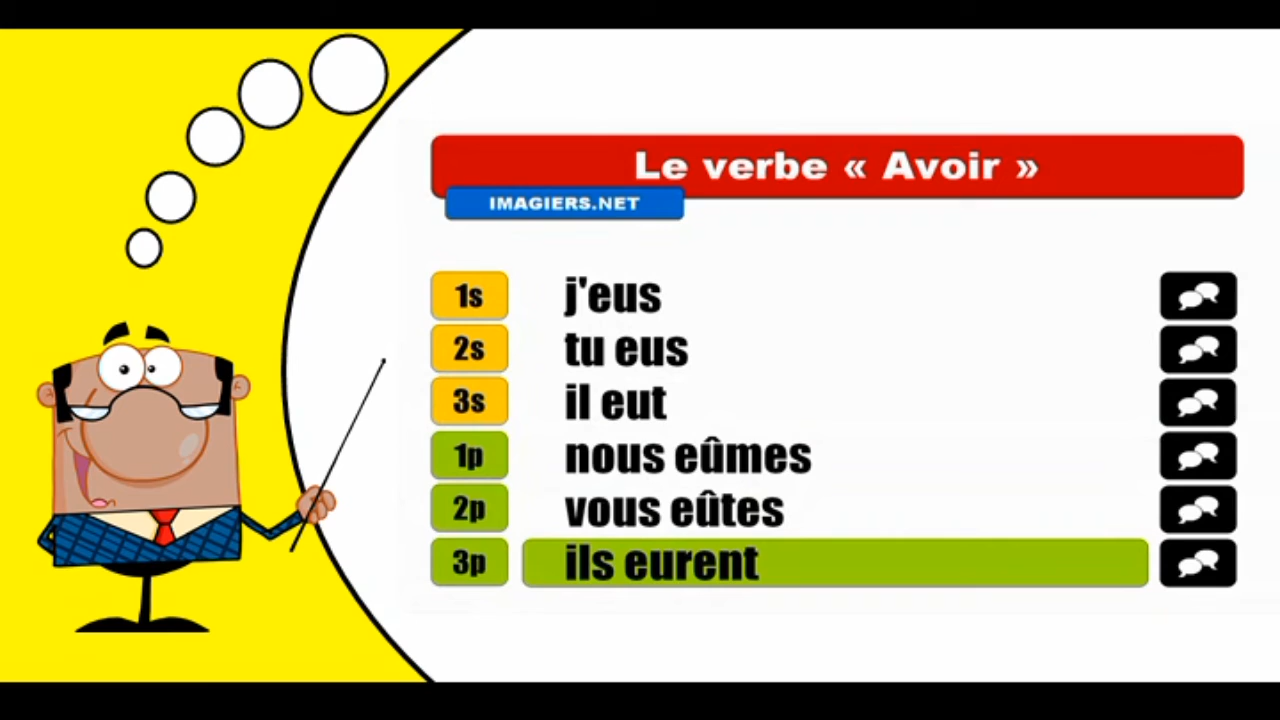 Le verbe « Avoir »
IMAGIERS.NET
1s j'eus
2s tu eus
3s il eut
1p nous eûmes
2p vous eûtes
3p ils eurent